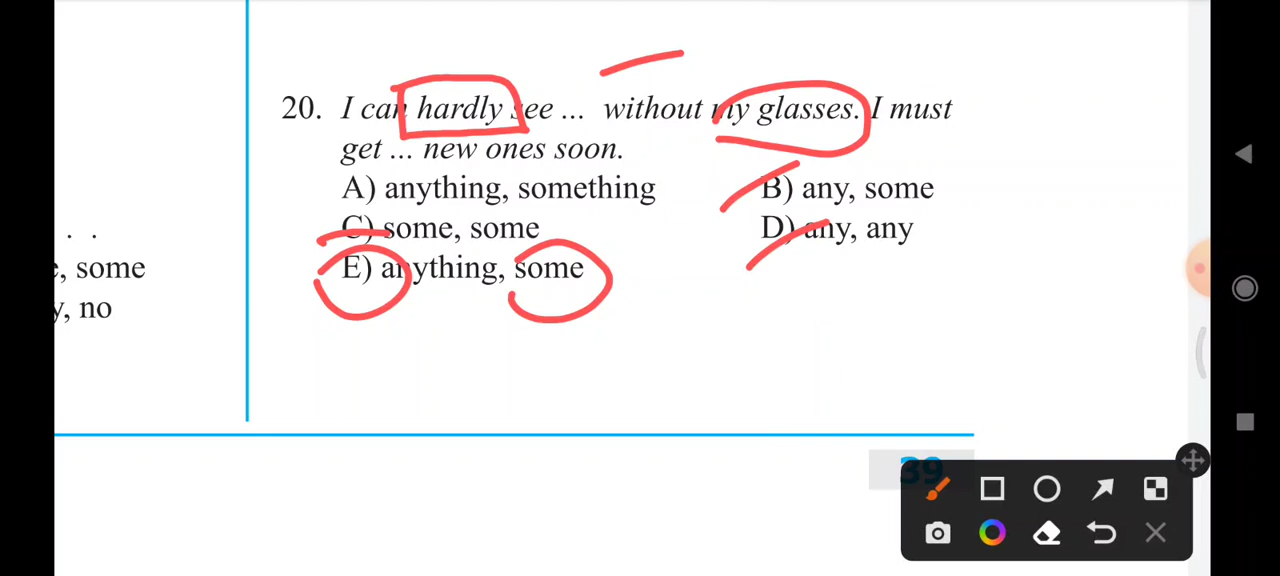 20. I can hardly see ... without my glasses. I must
get ... new ones soon.
A) anything, something
B) any, some
C) some, some
D) any, any
E) anything, some
. .
, some
, no
39